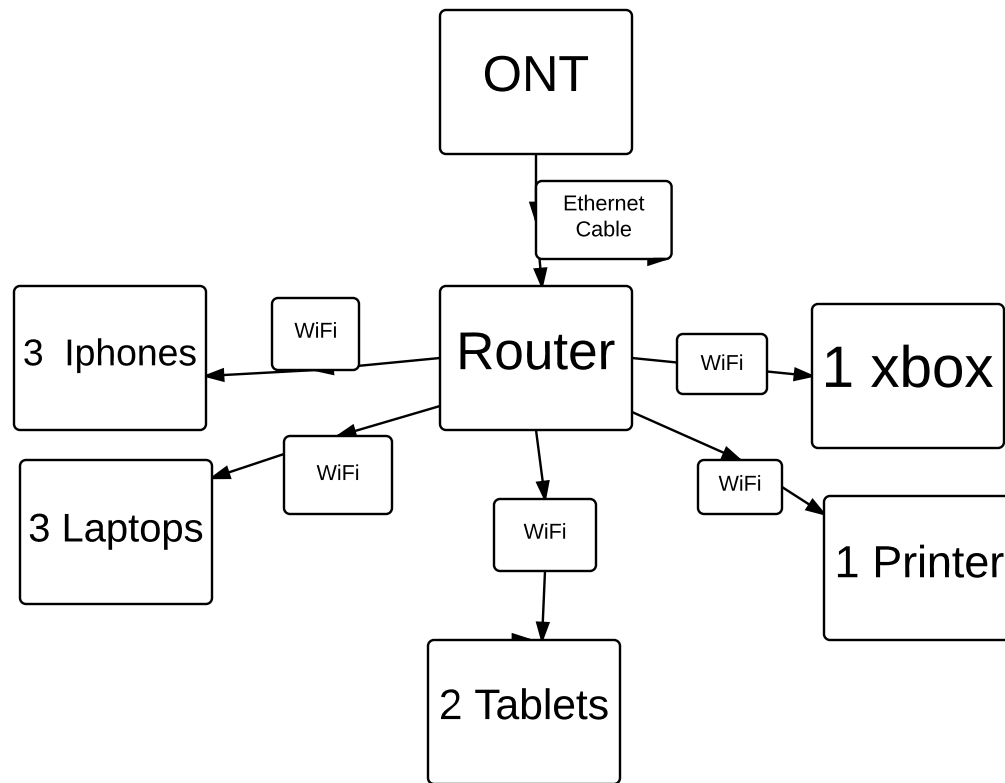 ONT
Ethernet
Cable
3  Iphones
WiFi
Router
WiFi
1 xbox
3 Laptops
WiFi
WiFi
WiFi
1 Printer
2 Tablets